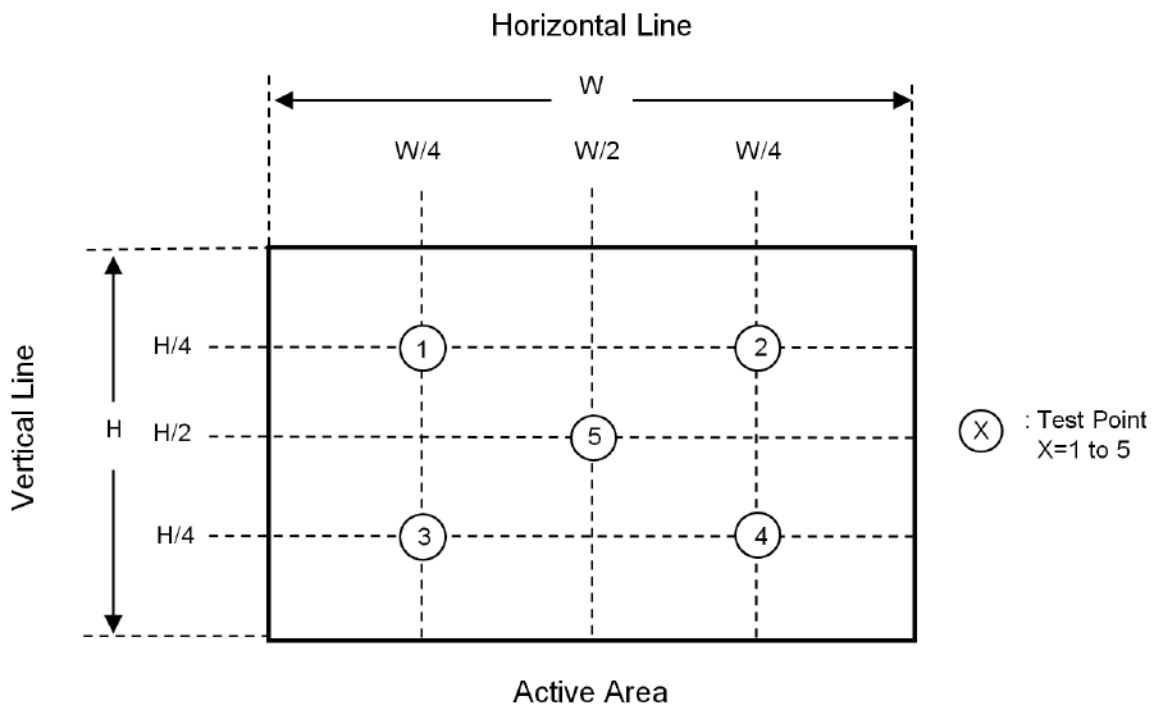 Horizontal Line
W
W/4 W/2 W/4
Vertical Line
H
H/4
H/2
H/4
1
2
5
3
4
X : Test Point
X=1 to 5
Active Area